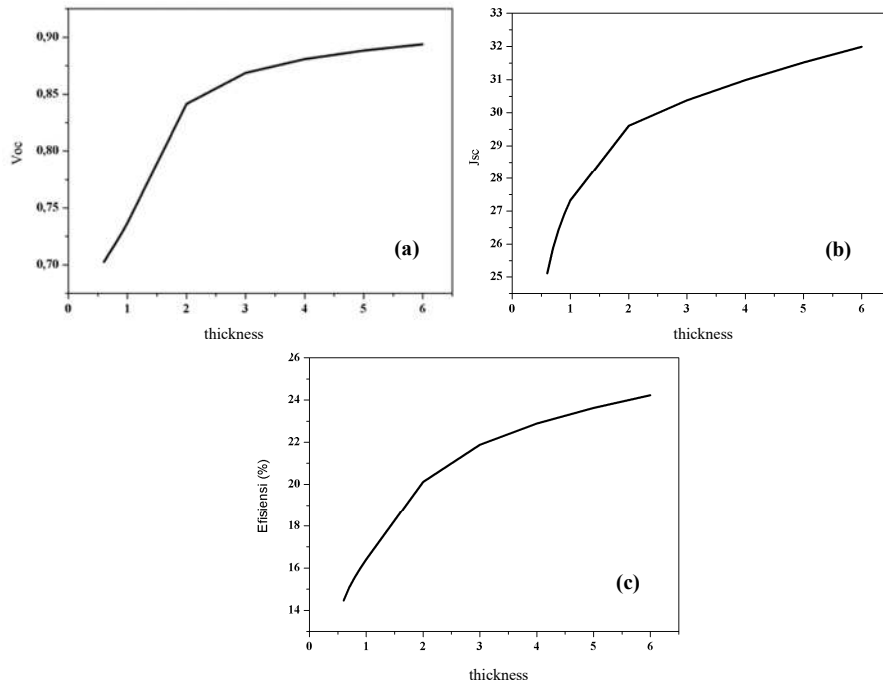 0,90
0,85
0,80
0,75
0,70
Voc
0 1 2 3 4 5 6
thickness
(a)
33
32
31
30
29
28
27
26
25
Jsc
0 1 2 3 4 5 6
thickness
(b)
26
24
22
20
18
16
14
Efisiensi (%)
0 1 2 3 4 5 6
thickness
(c)